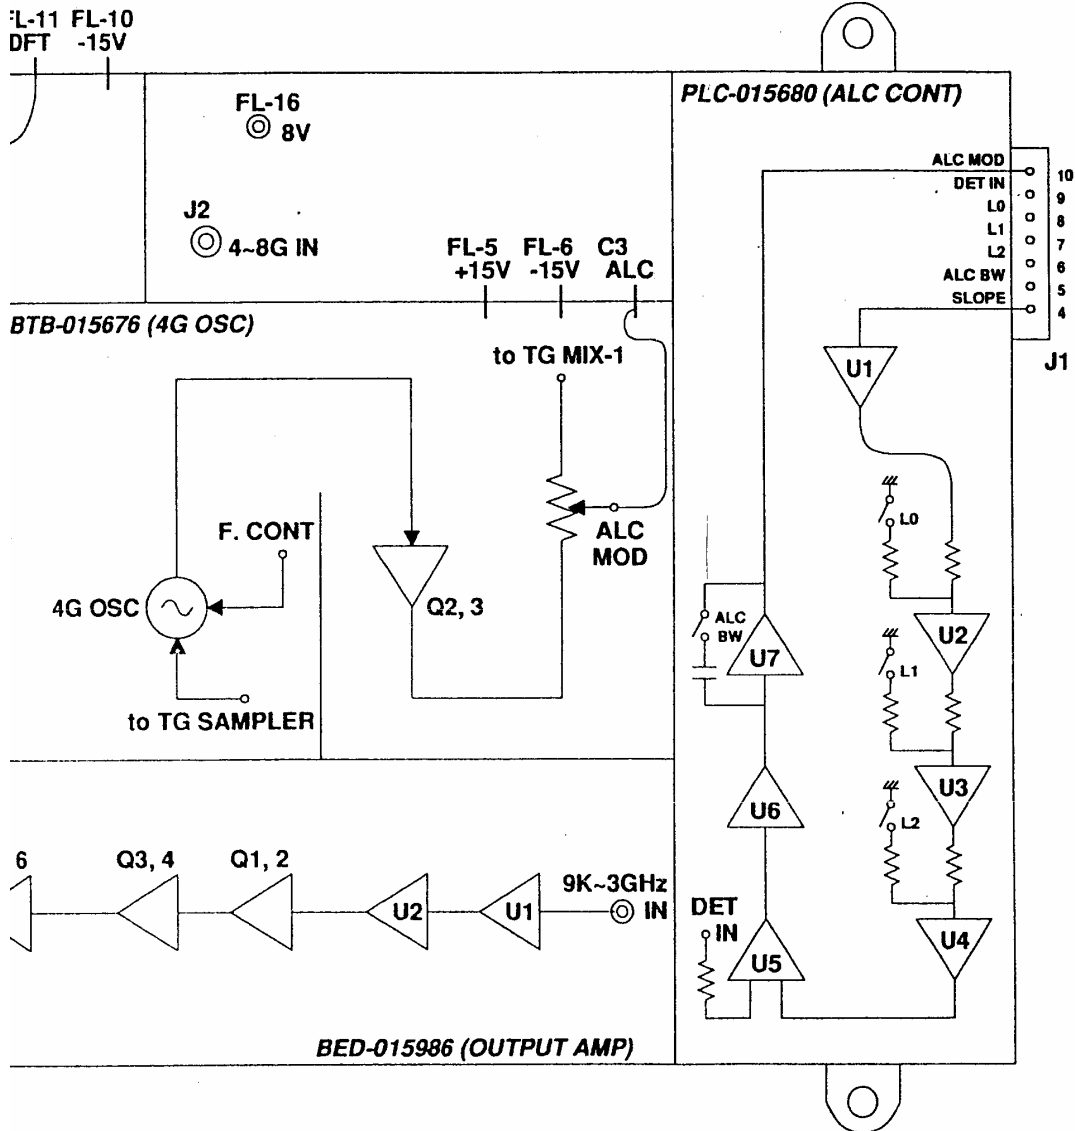 FL-11 FL-10
DFT -15V
FL-16
8V
J2
4~8G IN
FL-5 FL-6 C3
+15V -15V ALC
PLC-015680 (ALC CONT)
ALC MOD
DET IN
L0
L1
L2
ALC BW
SLOPE
10
9
8
7
6
5
4
J1
BTB-015676 (4G OSC)
to TG MIX-1
F. CONT
4G OSC
to TG SAMPLER
Q2, 3
ALC
MOD
U1
L0
U2
L1
U3
L2
U4
ALC
BW
U7
U6
DET
IN
U5
6
Q3, 4
Q1, 2
U2
U1
9K~3GHz
IN
BED-015986 (OUTPUT AMP)